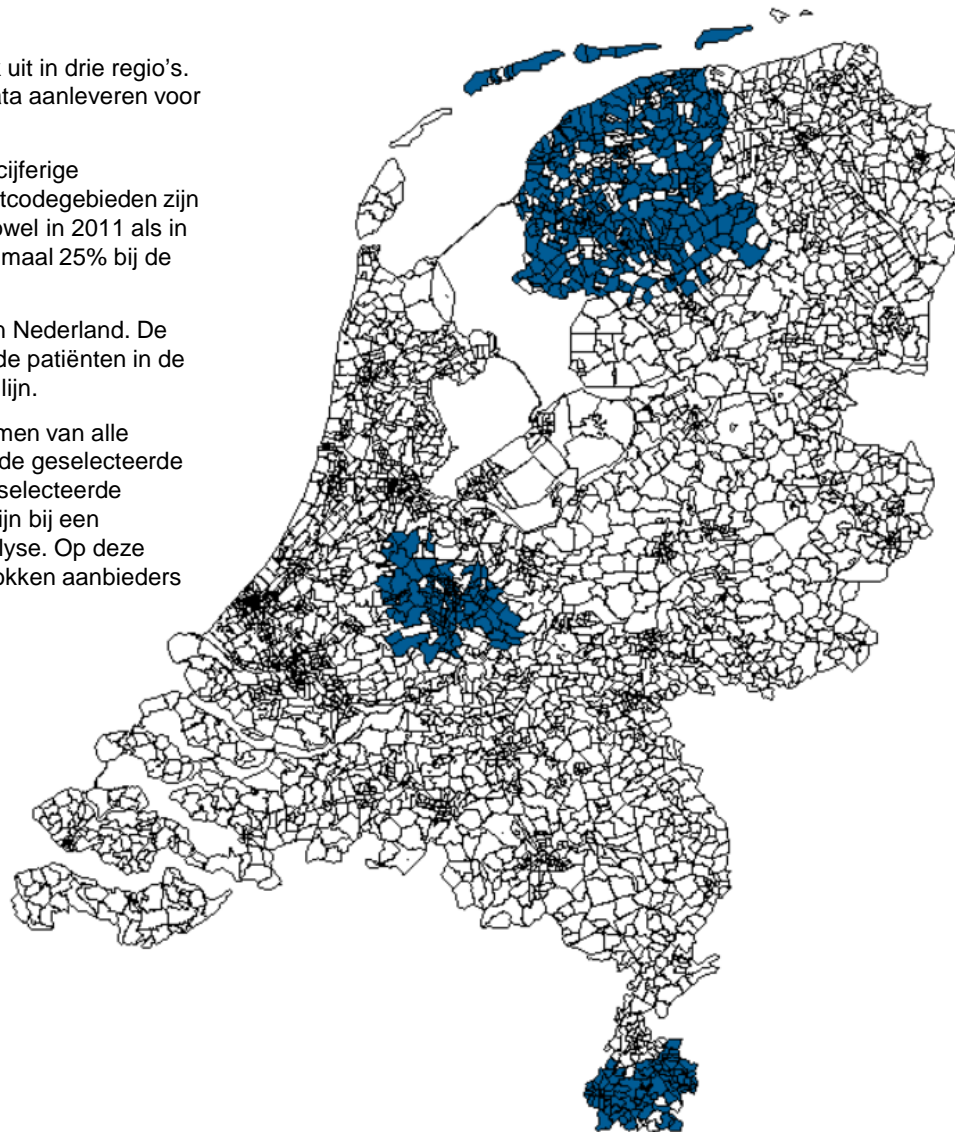 uit in drie regio's.
ata aanleveren voor
cijferige
tcodegebieden zijn
owel in 2011 als in
maal 25% bij de
n Nederland. De
de patiënten in de
lijn.
men van alle
de geselecteerde
selecteerde
ijn bij een
alyse. Op deze
okken aanbieders